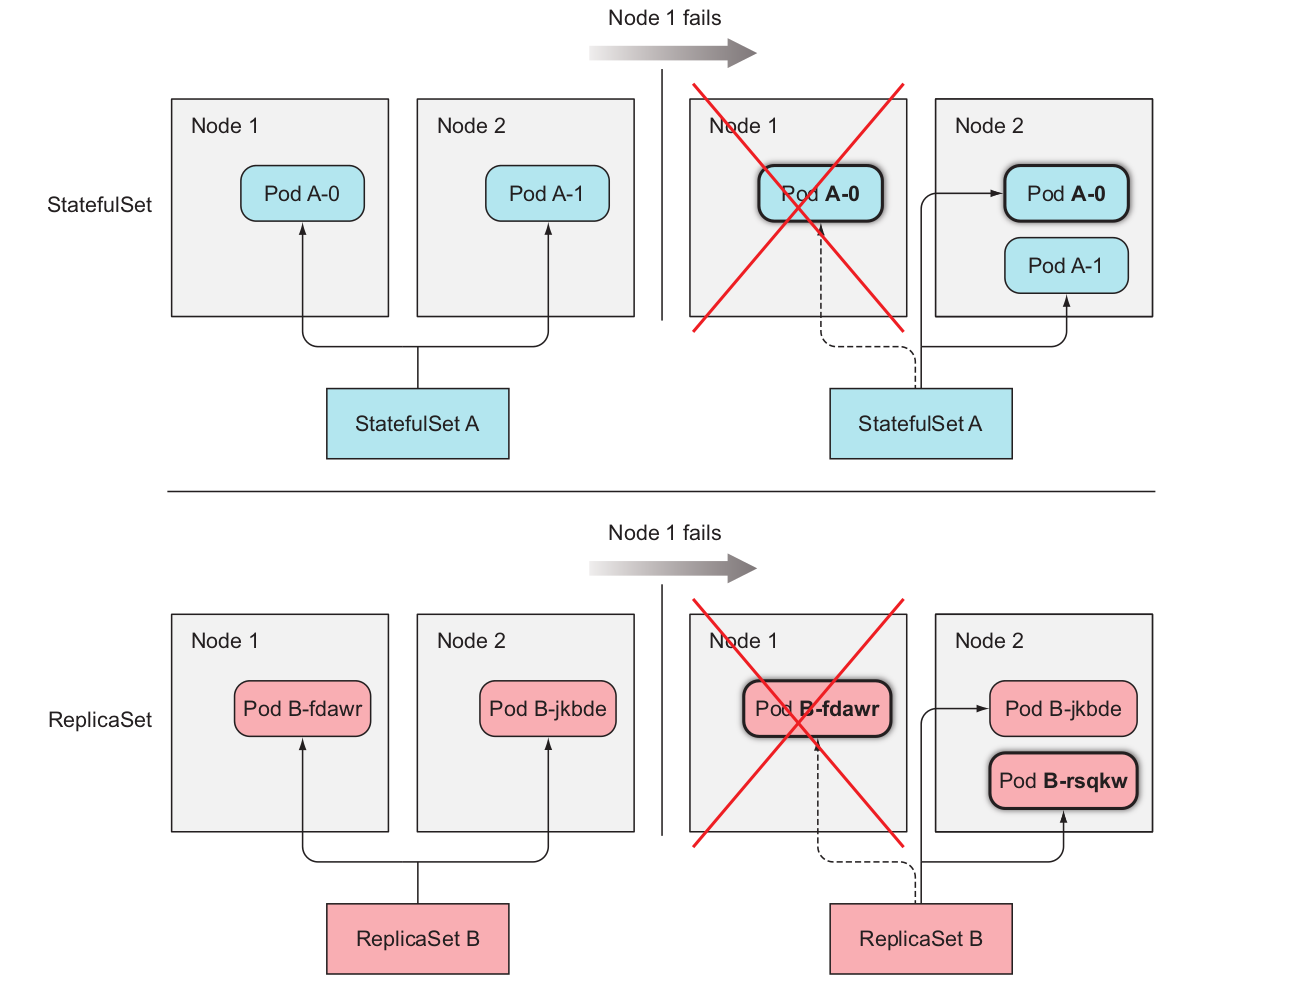 Node 1 fails
Node 1
Node 2
Node 1
Node 2
Pod A-0
Pod A-1
Pod A-0
Pod A-0
StatefulSet
Pod A-1
StatefulSet A
StatefulSet A
Node 1 fails
Node 1
Node 2
Node 1
Node 2
Pod B-fdawr
Pod B-jkbde
Pod B-fdawr
Pod B-jkbde
ReplicaSet
Pod B-rsqkw
ReplicaSet B
ReplicaSet B